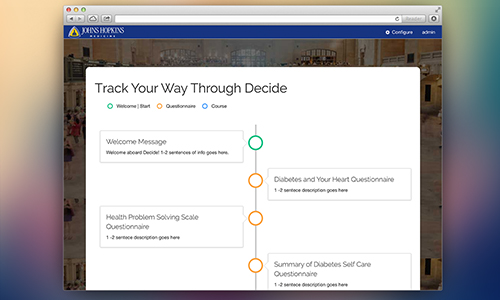 JOHNS HOPKINS
MEDICINE
Configure admin
Track Your Way Through Decide
Welcome | Start Questionnaire Course
Welcome Message
Welcome aboard Decide! 1-2 sentences of info goes here.
Diabetes and Your Heart Questionnaire
1 -2 sentece description goes here
Health Problem Solving Scale
Questionnaire
1 -2 sentece description goes here
Summary of Diabetes Self Care
Questionnaire
1 -2 sentece description goes here